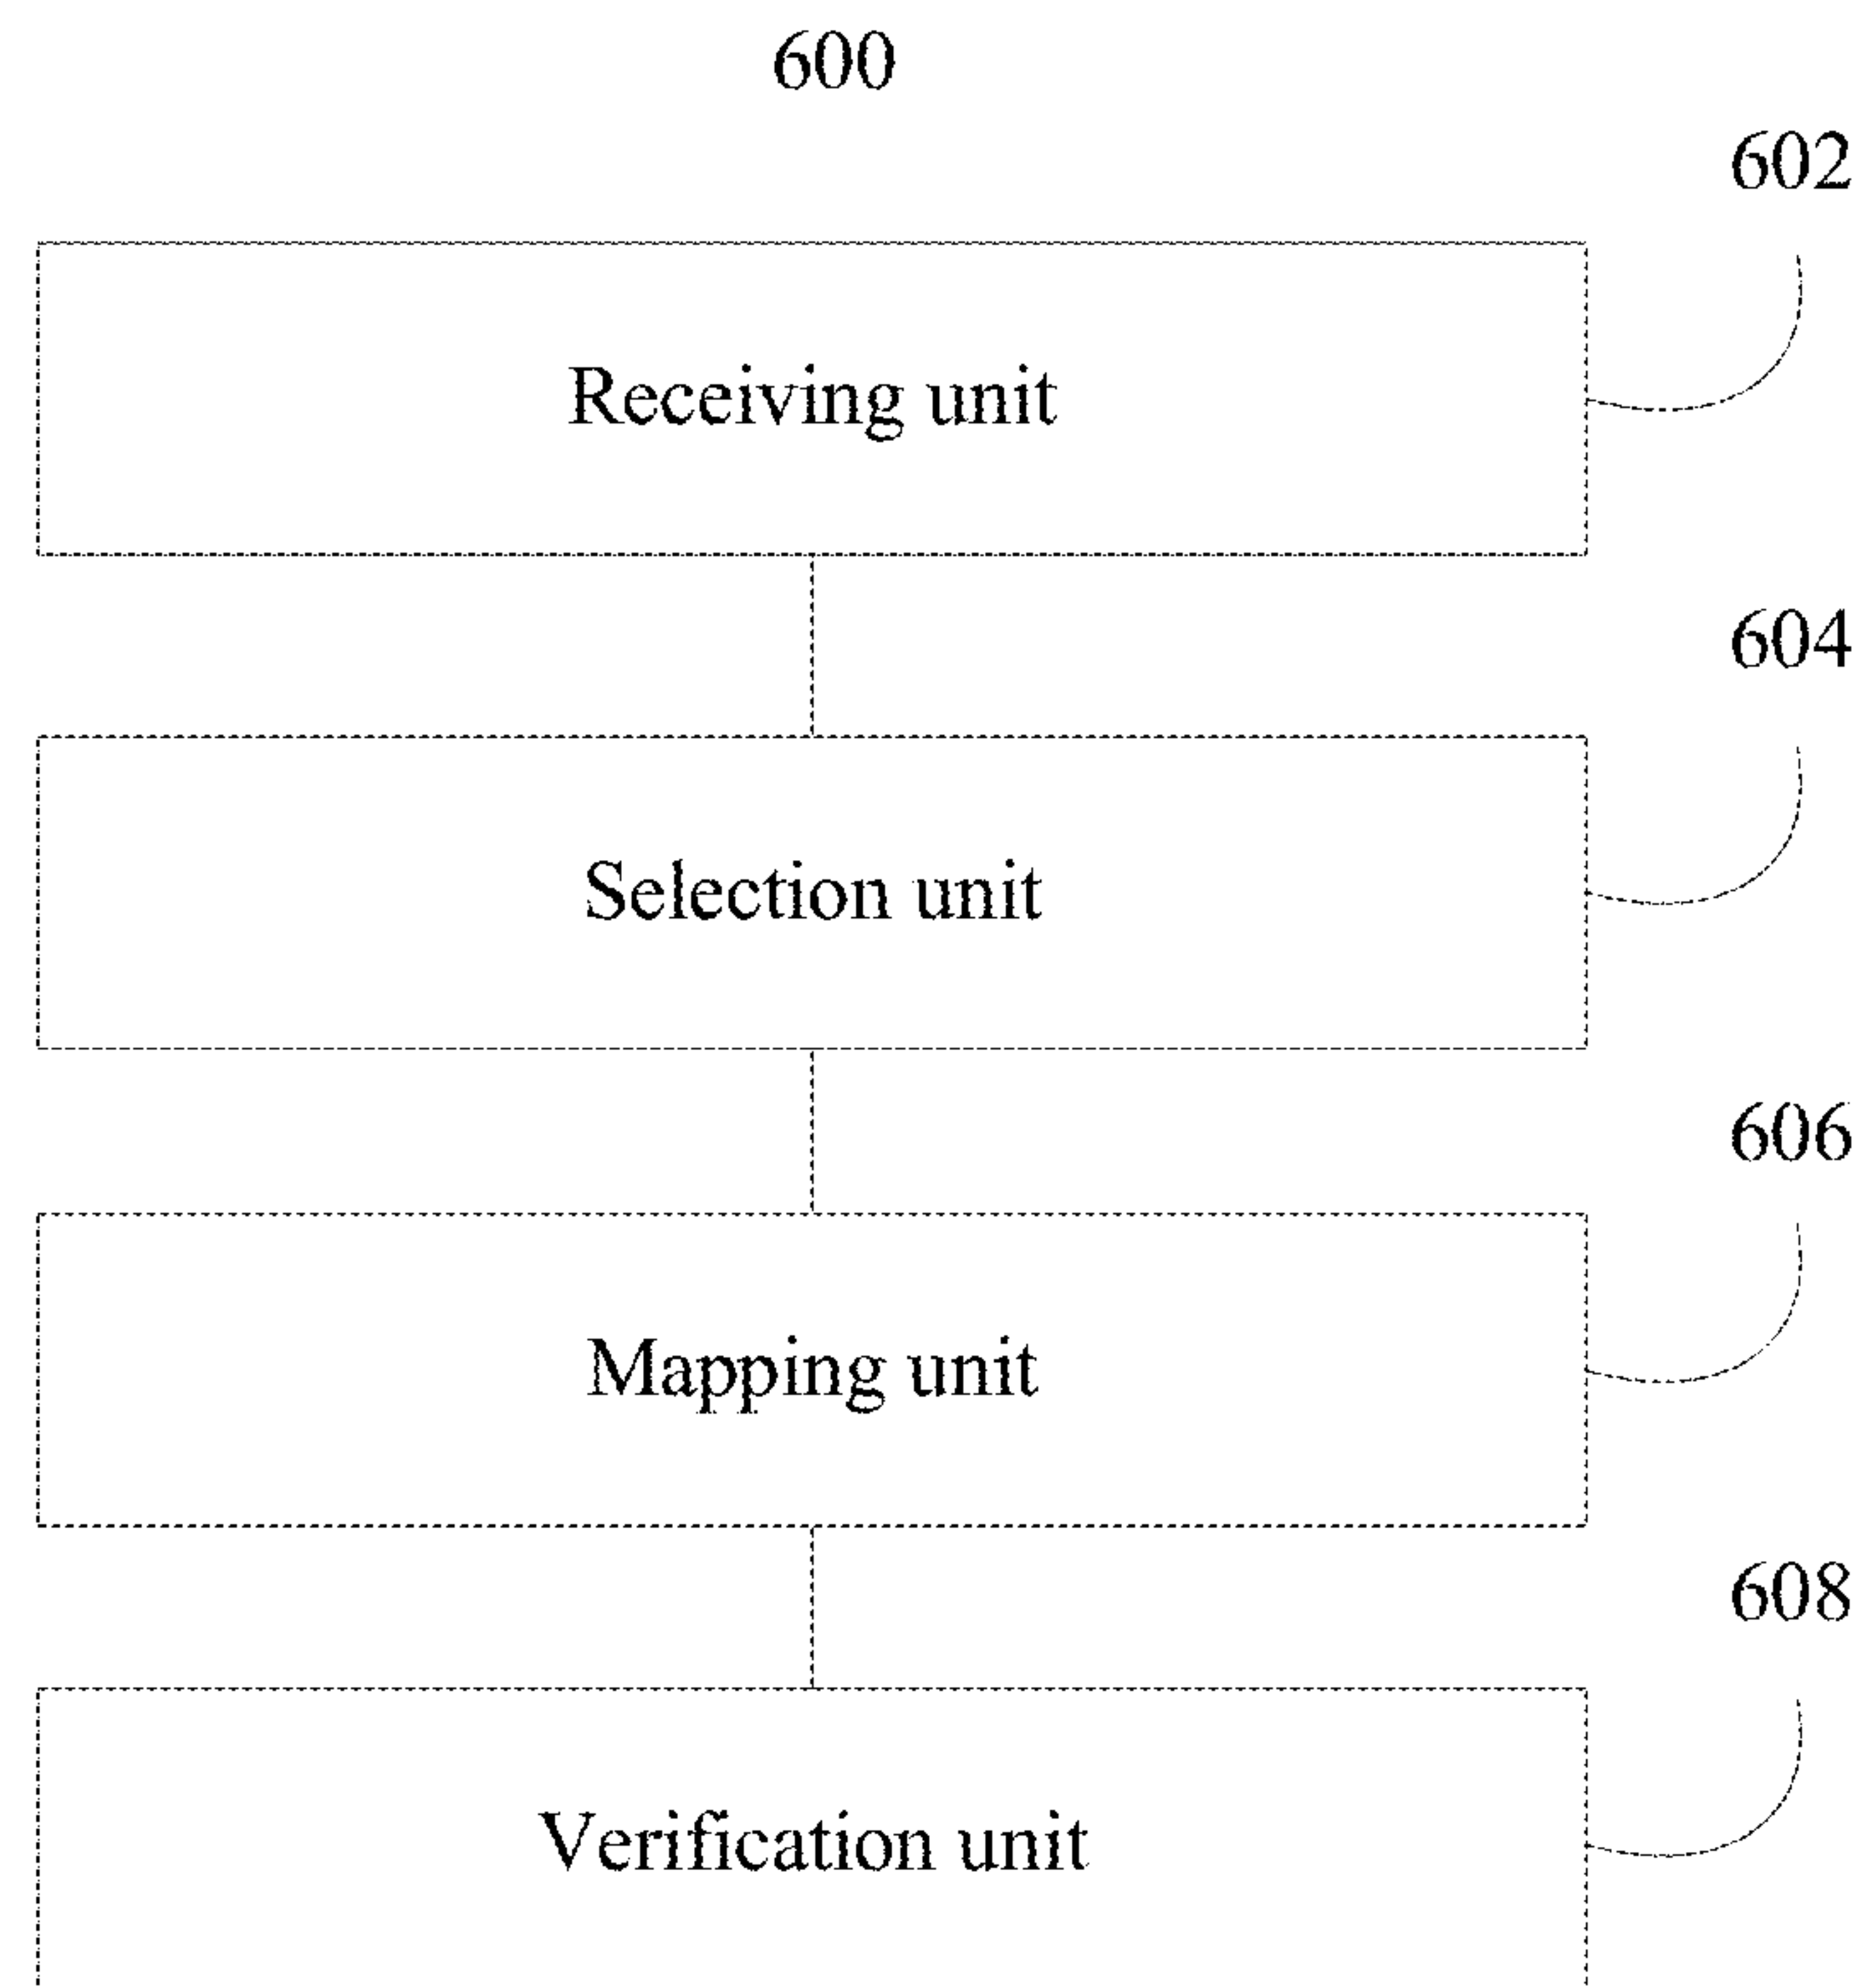 600
602
Receiving unit
604
Selection unit
606
Mapping unit
608
Verification unit